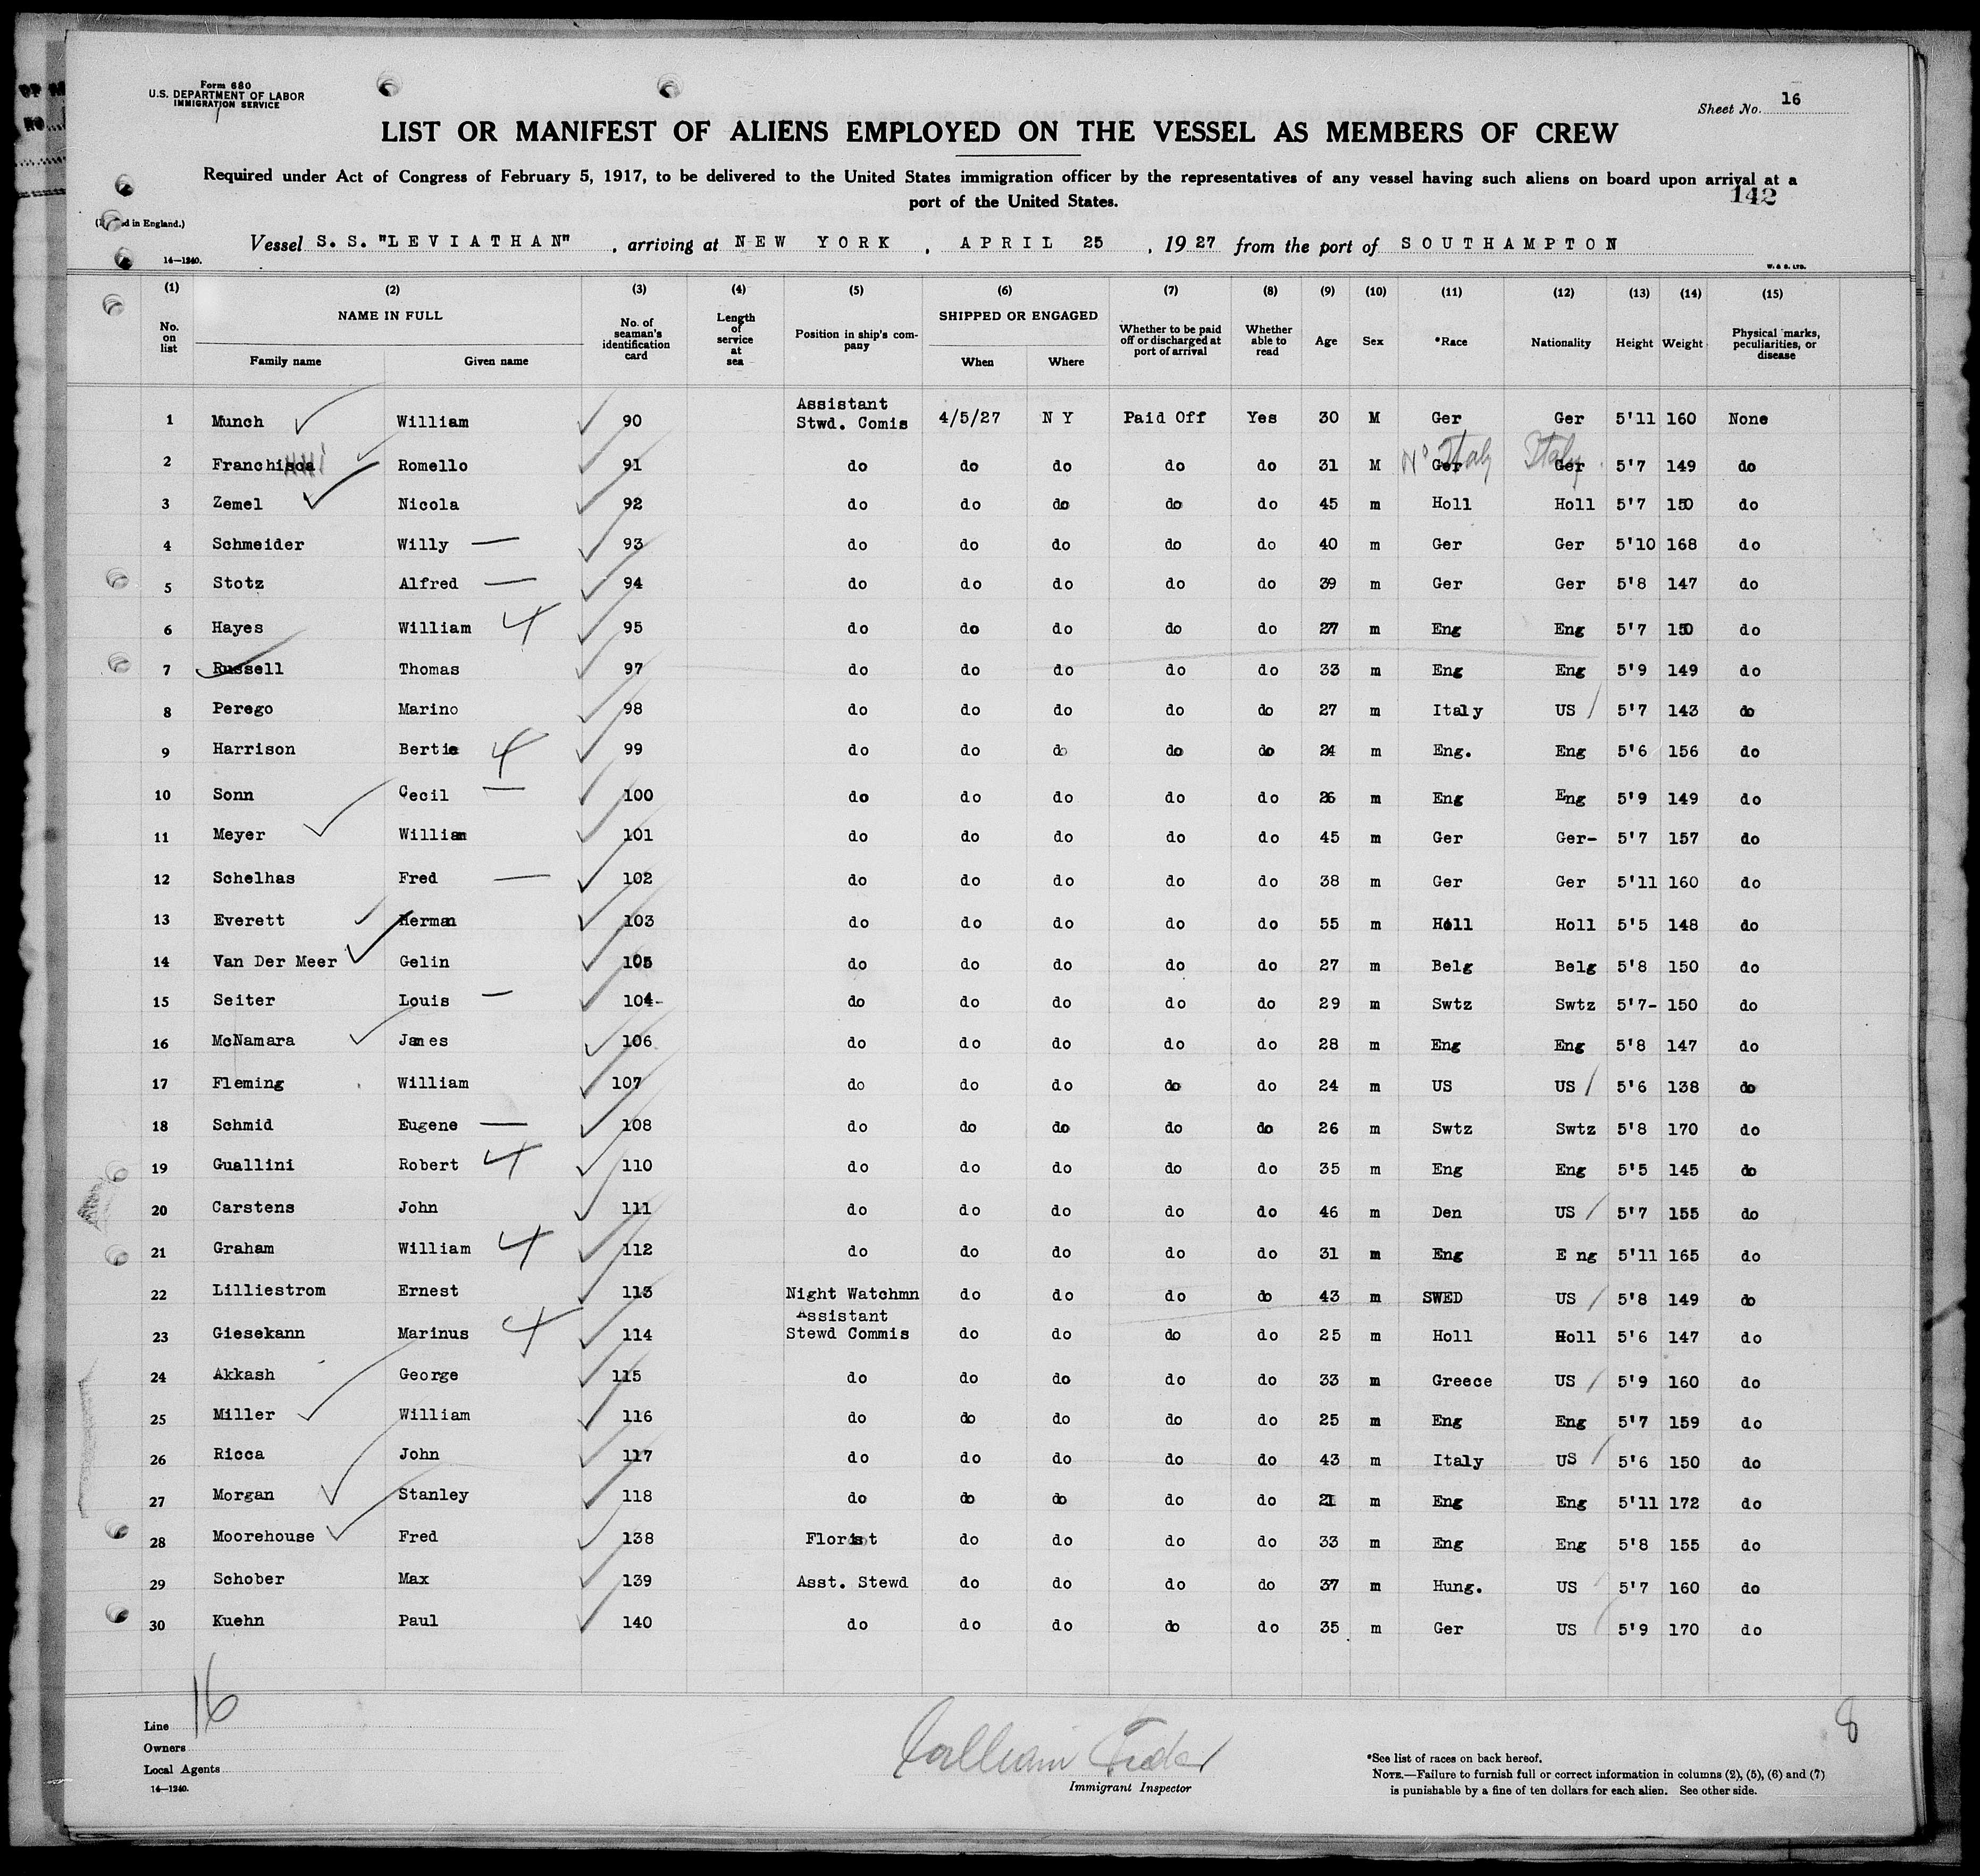 Form 680
U.S. DEPARTMENT OF LABOR
IMMIGRATION SERVICE
Sheet No. 16
LIST OR MANIFEST OF ALIENS EMPLOYED ON THE VESSEL AS MEMBERS OF CREW
Required under Act of Congress of February 5, 1917, to be delivered to the United States immigration officer by the representatives of any vessel having such aliens on board upon arrival at a
port of the United States.
142
d in England.)
Vessel S. S. "LEVIATHAN", arriving at NEW YORK, APRIL 25, 1927 from the port of SOUTHAMPTON
14—1240.
W. & S. LTD.
(1) (2) (3) (4) (5) (6) (7) (8) (9) (10) (11) (12) (13) (14) (15)
No. on list NAME IN FULL Family name Given name No. of seaman's identification card Length of service at sea Position in ship's company SHIPPED OR ENGAGED When Where Whether to be paid off or discharged at port of arrival Whether able to read Age Sex *Race Nationality Height Weight Physical marks, peculiarities, or disease
1 Munch William 90 Assistant Stwd. Comis 4/5/27 N Y Paid Off Yes 30 M Ger Ger 5'11 160 None
2 Franchisca Romello 91 do do do do do 31 M Ger No Italy Ger Italy 5'7 149 do
3 Zemel Nicola 92 do do do do do 45 m Holl Holl 5'7 150 do
4 Schmeider Willy 93 do do do do do 40 m Ger Ger 5'10 168 do
5 Stotz Alfred 94 do do do do do 39 m Ger Ger 5'8 147 do
6 Hayes William 4 95 do do do do do 27 m Eng Eng 5'7 150 do
7 Russell Thomas 97 do do do do do 33 m Eng Eng 5'9 149 do
8 Perego Marino 98 do do do do do 27 m Italy US 5'7 143 do
9 Harrison Bertie 4 99 do do do do do 24 m Eng. Eng 5'6 156 do
10 Sonn Cecil 100 do do do do do 26 m Eng Eng 5'9 149 do
11 Meyer William 101 do do do do do 45 m Ger Ger- 5'7 157 do
12 Schelhas Fred 102 do do do do do 38 m Ger Ger 5'11 160 do
13 Everett Herman 103 do do do do do 55 m Holl Holl 5'5 148 do
14 Van Der Meer Gelin 105 do do do do do 27 m Belg Belg 5'8 150 do
15 Seiter Louis 104- do do do do do 29 m Swtz Swtz 5'7- 150 do
16 McNamara James 106 do do do do do 28 m Eng Eng 5'8 147 do
17 Fleming William 107 do do do do do 24 m US US 5'6 138 do
18 Schmid Eugene 108 do do do do do 26 m Swtz Swtz 5'8 170 do
19 Guallini Robert 4 110 do do do do do 35 m Eng Eng 5'5 145 do
20 Carstens John 111 do do do do do 46 m Den US 5'7 155 do
21 Graham William 4 112 do do do do do 31 m Eng E ng 5'11 165 do
22 Lilliestrom Ernest 113 Night Watchmn do do do do 43 m SWED US 5'8 149 do
23 Giesekann Marinus 4 114 Assistant Stewd Commis do do do do 25 m Holl Holl 5'6 147 do
24 Akkash George 115 do do do do do 33 m Greece US 5'9 160 do
25 Miller William 116 do do do do do 25 m Eng Eng 5'7 159 do
26 Ricca John 117 do do do do do 43 m Italy US 5'6 150 do
27 Morgan Stanley 118 do do do do do 21 m Eng Eng 5'11 172 do
28 Moorehouse Fred 138 Florist do do do do 33 m Eng Eng 5'8 155 do
29 Schober Max 139 Asst. Stewd do do do do 37 m Hung. US 5'7 160 do
30 Kuehn Paul 140 do do do do do 35 m Ger US 5'9 170 do
16
8
Line
Owners
Local Agents
14—1240.
William
Immigrant Inspector
*See list of races on back hereof.
NOTE.—Failure to furnish full or correct information in columns (2), (5), (6) and (7)
is punishable by a fine of ten dollars for each alien. See other side.